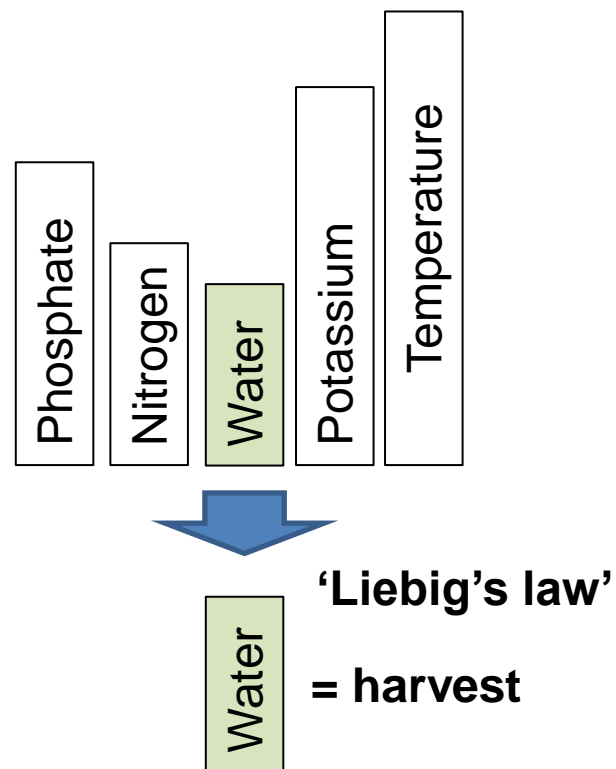 Phosphate
Nitrogen
Water
Potassium
Temperature
‘Liebig’s law’
Water
= harvest